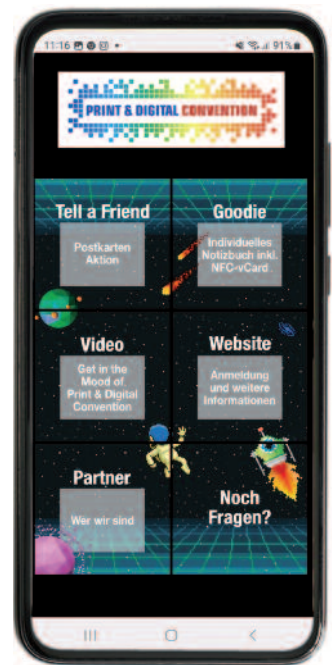 11:16
91%
PRINT & DIGITAL CONVENTION
Tell a Friend
Postkarten
Aktion
Goodie
Individuelles
Notizbuch inkl.
NFC-vCard
Video
Get in the
Mood of
Print & Digital
Convention
Website
Anmeldung
und weitere
Informationen
Partner
Wer wir sind
Noch
Fragen?